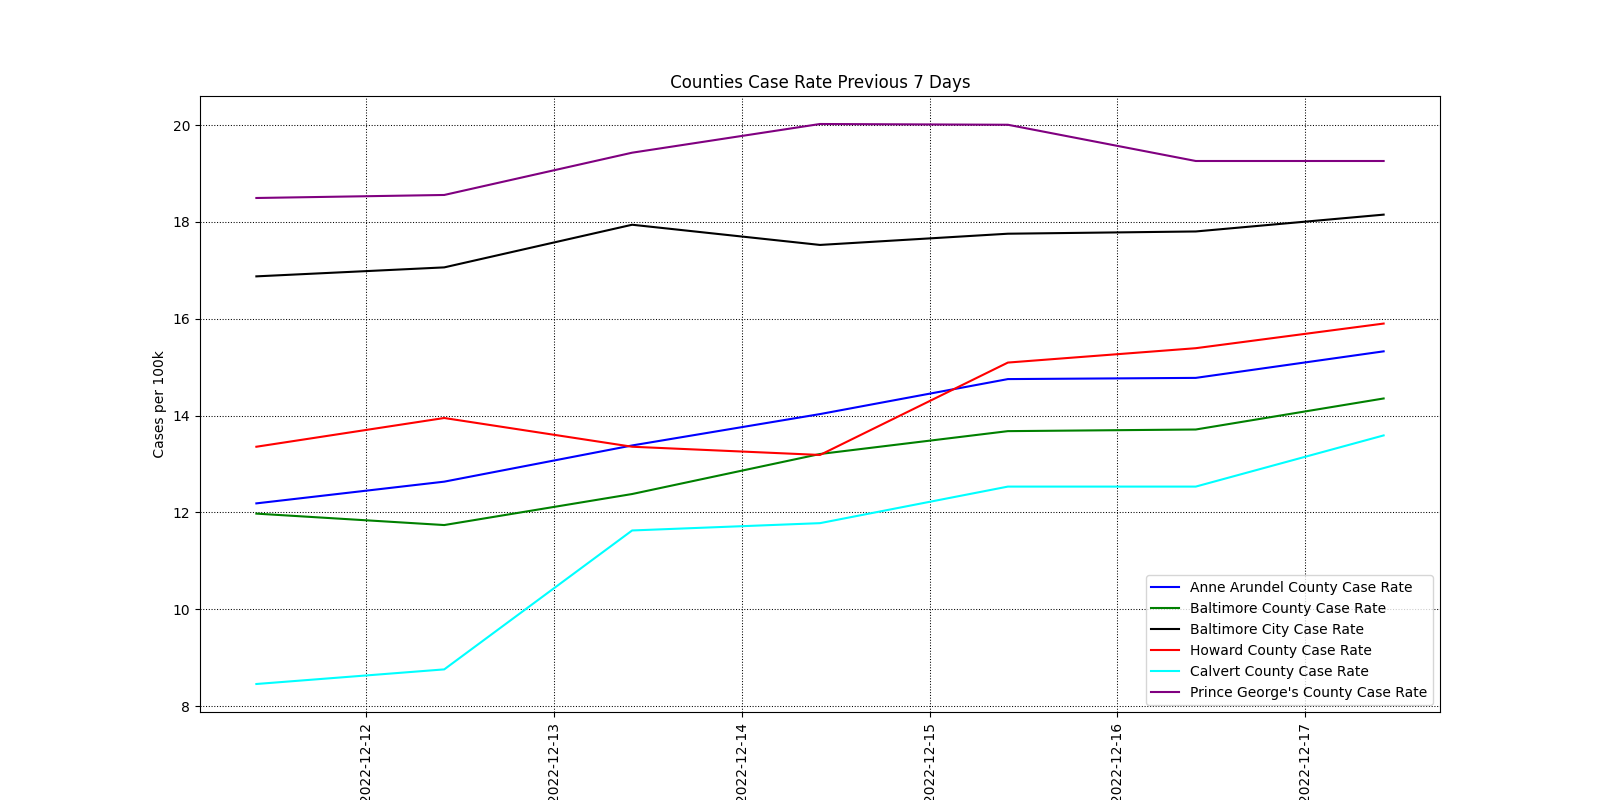 Counties Case Rate Previous 7 Days
20
18
16
14
12
10
8
Cases per 100k
Anne Arundel County Case Rate
Baltimore County Case Rate
Baltimore City Case Rate
Howard County Case Rate
Calvert County Case Rate
Prince George's County Case Rate
2022-12-12
2022-12-13
2022-12-14
2022-12-15
2022-12-16
2022-12-17